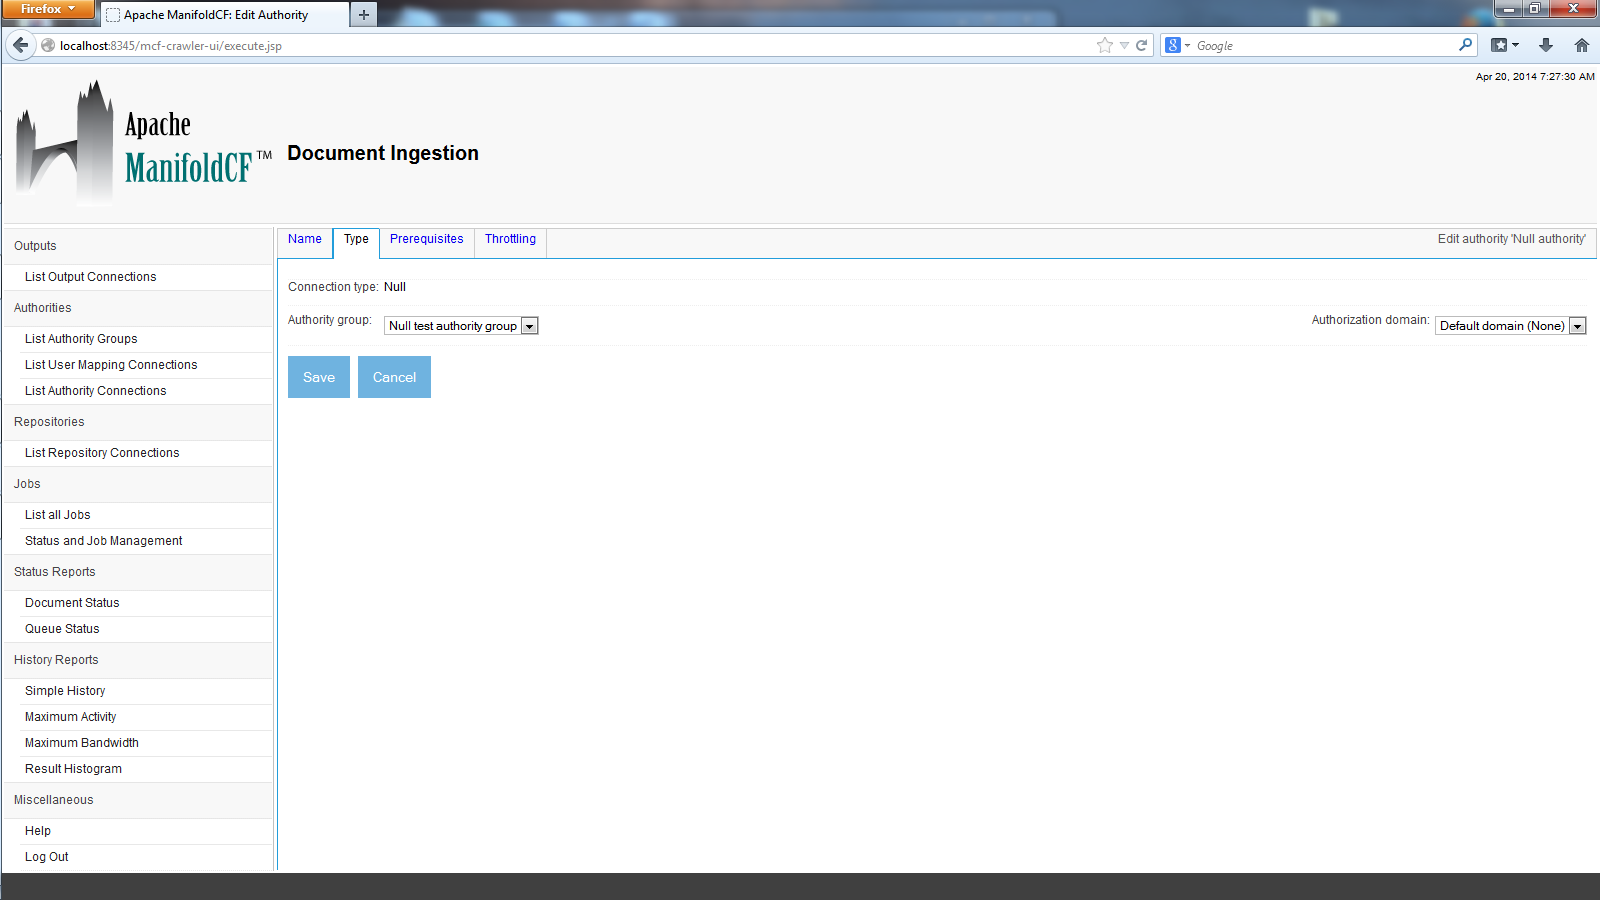 Firefox
Apache ManifoldCF: Edit Authority
localhost:8345/mcf-crawler-ui/execute.jsp
Google
Apr 20, 2014 7:27:30 AM
Apache
ManifoldCF™
Document Ingestion
Outputs
List Output Connections
Authorities
List Authority Groups
List User Mapping Connections
List Authority Connections
Repositories
List Repository Connections
Jobs
List all Jobs
Status and Job Management
Status Reports
Document Status
Queue Status
History Reports
Simple History
Maximum Activity
Maximum Bandwidth
Result Histogram
Miscellaneous
Help
Log Out
Name Type Prerequisites Throttling Edit authority 'Null authority'
Connection type: Null
Authority group: Null test authority group Authorization domain: Default domain (None)
Save Cancel